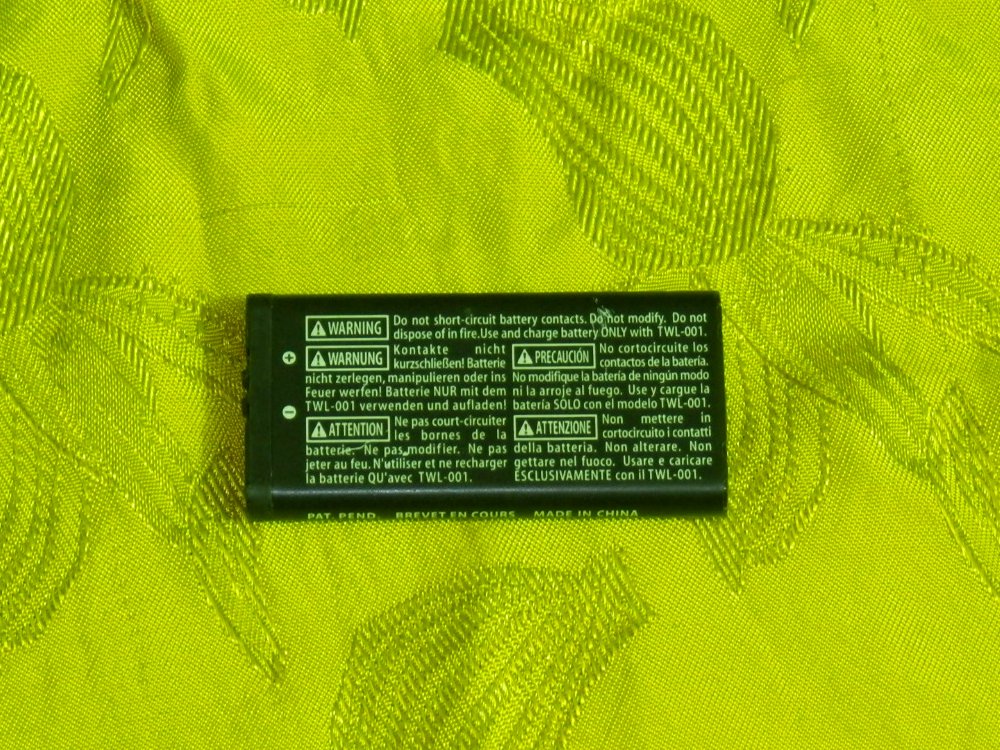 WARNING Do not short-circuit battery contacts. Do not modify. Do not
dispose of in fire.Use and charge battery ONLY with TWL-001.
WARNUNG Kontakte nicht
kurzschließen! Batterie
nicht zerlegen, manipulieren oder ins
Feuer werfen! Batterie NUR mit dem
TWL-001 verwenden und aufladen!
PRECAUCIÓN No cortocircuite los
contactos de la batería.
No modifique la batería de ningún modo
ni la arroje al fuego. Use y cargue la
batería SOLO con el modelo TWL-001.
ATTENTION Ne pas court-circuiter
les bornes de la
batterie. Ne pas modifier. Ne pas
jeter au feu. N'utiliser et ne recharger
la batterie QU'avec TWL-001.
ATTENZIONE Non mettere in
cortocircuito i contatti
della batteria. Non alterare. Non
gettare nel fuoco. Usare e caricare
ESCLUSIVAMENTE con il TWL-001.
PAT. PEND. BREVET EN COURS MADE IN CHINA